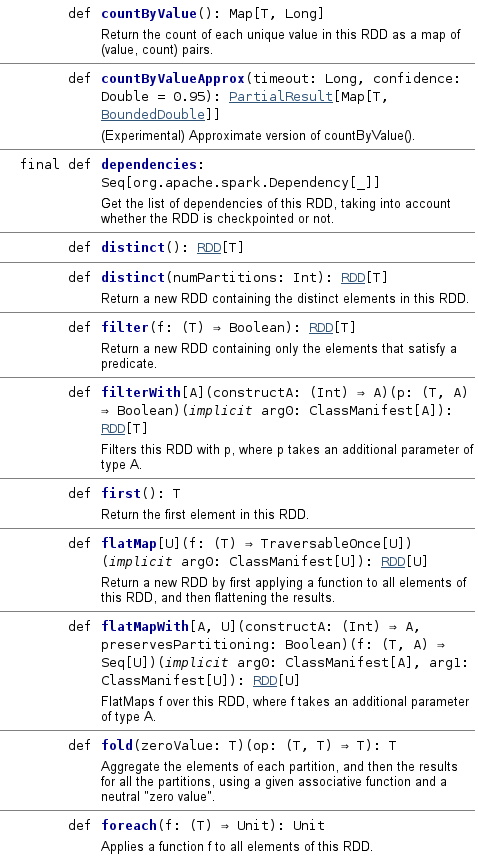 def countByValue(): Map[T, Long]
Return the count of each unique value in this RDD as a map of
(value, count) pairs.
def countByValueApprox(timeout: Long, confidence:
Double = 0.95): PartialResult[Map[T,
BoundedDouble]]
(Experimental) Approximate version of countByValue().
final def dependencies:
Seq[org.apache.spark.Dependency[_]]
Get the list of dependencies of this RDD, taking into account
whether the RDD is checkpointed or not.
def distinct(): RDD[T]
def distinct(numPartitions: Int): RDD[T]
Return a new RDD containing the distinct elements in this RDD.
def filter(f: (T) ⇒ Boolean): RDD[T]
Return a new RDD containing only the elements that satisfy a
predicate.
def filterWith[A](constructA: (Int) ⇒ A)(p: (T, A)
⇒ Boolean)(implicit arg0: ClassManifest[A]):
RDD[T]
Filters this RDD with p, where p takes an additional parameter of
type A.
def first(): T
Return the first element in this RDD.
def flatMap[U](f: (T) ⇒ TraversableOnce[U])
(implicit arg0: ClassManifest[U]): RDD[U]
Return a new RDD by first applying a function to all elements of
this RDD, and then flattening the results.
def flatMapWith[A, U](constructA: (Int) ⇒ A,
preservesPartitioning: Boolean)(f: (T, A) ⇒
Seq[U])(implicit arg0: ClassManifest[A], arg1:
ClassManifest[U]): RDD[U]
FlatMaps f over this RDD, where f takes an additional parameter
of type A.
def fold(zeroValue: T)(op: (T, T) ⇒ T): T
Aggregate the elements of each partition, and then the results
for all the partitions, using a given associative function and a
neutral "zero value".
def foreach(f: (T) ⇒ Unit): Unit
Applies a function f to all elements of this RDD.